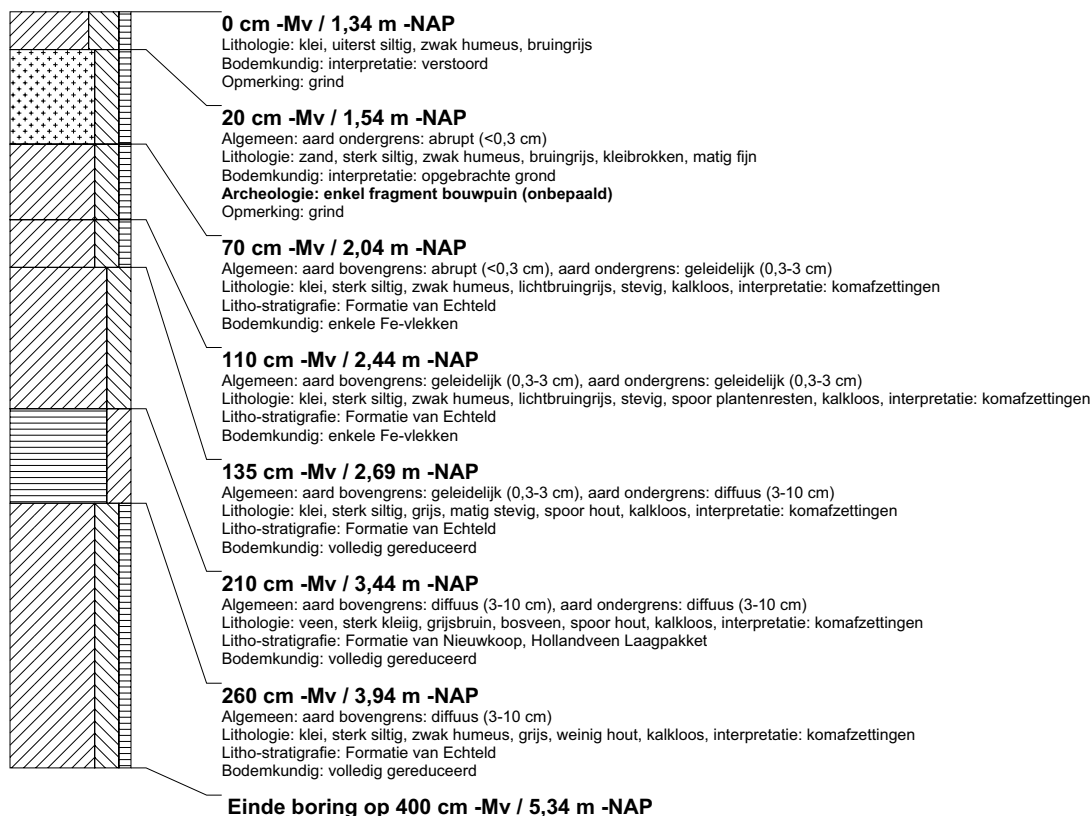 0 cm -Mv / 1,34 m -NAP
Lithologie: klei, uiterst siltig, zwak humeus, bruingrijs
Bodemkundig: interpretatie: verstoord
Opmerking: grind
20 cm -Mv / 1,54 m -NAP
Algemeen: aard ondergrens: abrupt (<0,3 cm)
Lithologie: zand, sterk siltig, zwak humeus, bruingrijs, kleibrokken, matig fijn
Bodemkundig: interpretatie: opgebrachte grond
Archeologie: enkel fragment bouwpuin (onbepaald)
Opmerking: grind
70 cm -Mv / 2,04 m -NAP
Algemeen: aard bovengrens: abrupt (<0,3 cm), aard ondergrens: geleidelijk (0,3-3 cm)
Lithologie: klei, sterk siltig, zwak humeus, lichtbruingrijs, stevig, kalkloos, interpretatie: komafzettingen
Litho-stratigrafie: Formatie van Echteld
Bodemkundig: enkele Fe-vlekken
110 cm -Mv / 2,44 m -NAP
Algemeen: aard bovengrens: geleidelijk (0,3-3 cm), aard ondergrens: geleidelijk (0,3-3 cm)
Lithologie: klei, sterk siltig, zwak humeus, lichtbruingrijs, stevig, spoor plantenresten, kalkloos, interpretatie: komafzettingen
Litho-stratigrafie: Formatie van Echteld
Bodemkundig: enkele Fe-vlekken
135 cm -Mv / 2,69 m -NAP
Algemeen: aard bovengrens: geleidelijk (0,3-3 cm), aard ondergrens: diffuus (3-10 cm)
Lithologie: klei, sterk siltig, grijs, matig stevig, spoor hout, kalkloos, interpretatie: komafzettingen
Litho-stratigrafie: Formatie van Echteld
Bodemkundig: volledig gereduceerd
210 cm -Mv / 3,44 m -NAP
Algemeen: aard bovengrens: diffuus (3-10 cm), aard ondergrens: diffuus (3-10 cm)
Lithologie: veen, sterk kleiig, grijsbruin, bosveen, spoor hout, kalkloos, interpretatie: komafzettingen
Litho-stratigrafie: Formatie van Nieuwkoop, Hollandveen Laagpakket
Bodemkundig: volledig gereduceerd
260 cm -Mv / 3,94 m -NAP
Algemeen: aard bovengrens: diffuus (3-10 cm)
Lithologie: klei, sterk siltig, zwak humeus, grijs, weinig hout, kalkloos, interpretatie: komafzettingen
Litho-stratigrafie: Formatie van Echteld
Bodemkundig: volledig gereduceerd
Einde boring op 400 cm -Mv / 5,34 m -NAP